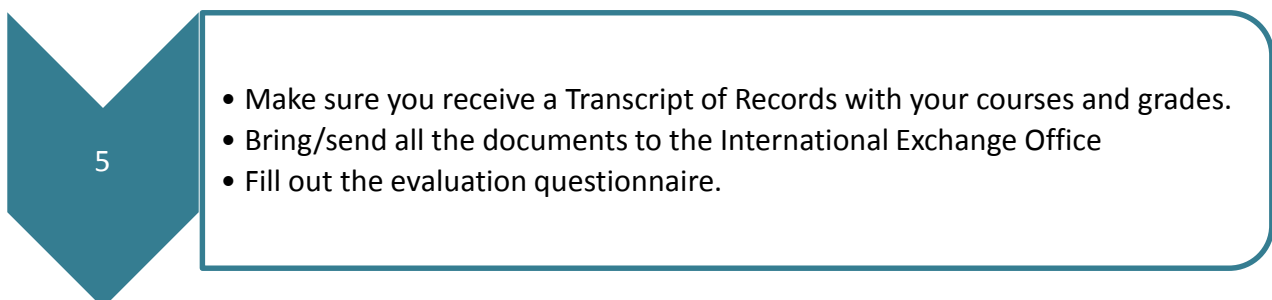 5
• Make sure you receive a Transcript of Records with your courses and grades.
• Bring/send all the documents to the International Exchange Office
• Fill out the evaluation questionnaire.